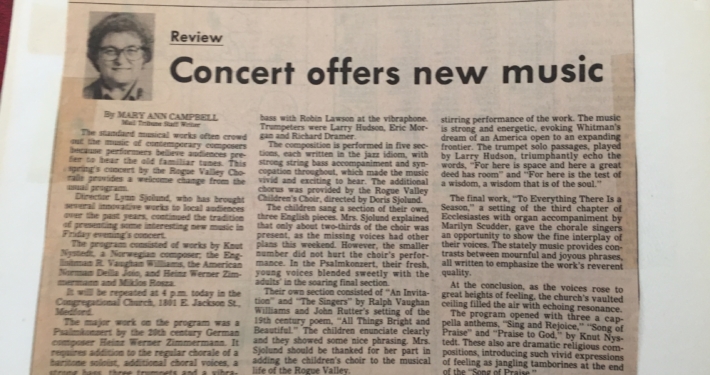 Review
Concert offers new music
By MARY ANN CAMPBELL
Mail Tribune Staff Writer
The standard musical works often crowd
out the music of contemporary composers
because performers believe audiences pre-
fer to hear the old familiar times. This
spring's concert by the Rogue Valley Cho-
rale provides a welcome change from the
usual program.
Director Lynn Sjolund, who has brought
several innovative works to local audiences
over the past years, continued the tradition
of presenting some interesting new music in
Friday evening's concert.
The program consisted of works by Knut
Nystedt, a Norwegian composer, the Eng-
lishman R. Vaughan Williams, the American
Norman Della Joio, and Heinz Werner Zim-
mermann and Miklos Rosza.
It will be repeated at 4 p.m. today in the
Congregational Church, 1801 E. Jackson St.,
Medford.
The major work on the program was a
Psalmkonzert by the 20th century German
composer Heinz Werner Zimmermann. It
requires addition to the regular chorale of a
baritone soloist, additional choral voices, a
string bass, three trumpets and a vibra-
bass with Robin Lawson at the vibraphone.
Trumpeters were Larry Hudson, Eric Mor-
gan and Richard Dramer.
The composition is performed in five sec-
tions, each written in the jazz idiom, with
strong string bass accompaniment and syn-
copation throughout, which made the music
vivid and exciting to hear. The additional
chorus was provided by the Rogue Valley
Children's Choir, directed by Doris Sjolund.
The children sang a section of their own,
three English pieces. Mrs. Sjolund explained
that only about two-thirds of the choir was
present, as the missing voices had other
plans this weekend. However, the smaller
number did not hurt the choir's perfor-
mance. In the Psalmkonzert, their fresh,
young voices blended sweetly with the
adults' in the soaring final section.
Their own section consisted of "An Invita-
tion" and "The Singers" by Ralph Vaughan
Williams and John Rutter's setting of the
19th century poem, "All Things Bright and
Beautiful." The children enunciate clearly
and they showed some nice phrasing. Mrs.
Sjolund should be thanked for her part in
adding the children's choir to the musical
life of the Rogue Valley.
stirring performance of the work. The music
is strong and energetic, evoking Whitman's
dream of an America open to an expanding
frontier. The trumpet solo passages, played
by Larry Hudson, triumphantly echo the
words, "For here is space and here a great
deed has room" and "For here is the test of
a wisdom, a wisdom that is of the soul."
The final work, "To Everything There Is a
Season," a setting of the third chapter of
Ecclesiastes with organ accompaniment by
Marilyn Scudder, gave the chorale singers
an opportunity to show the fine interplay of
their voices. The stately music provides con-
trasts between mournful and joyous phrases,
all written to emphasize the work's reverent
quality.
At the conclusion, as the voices rose to
great heights of feeling, the church's vaulted
ceiling filled the air with echoing resonance.
The program opened with three a cap-
pella anthems, "Sing and Rejoice," "Song of
Praise" and "Praise to God," by Knut Nys-
tedt. These also are dramatic religious com-
positions, introducing such vivid expressions
of feeling as jangling tamborines at the end
of the "Song of Praise."